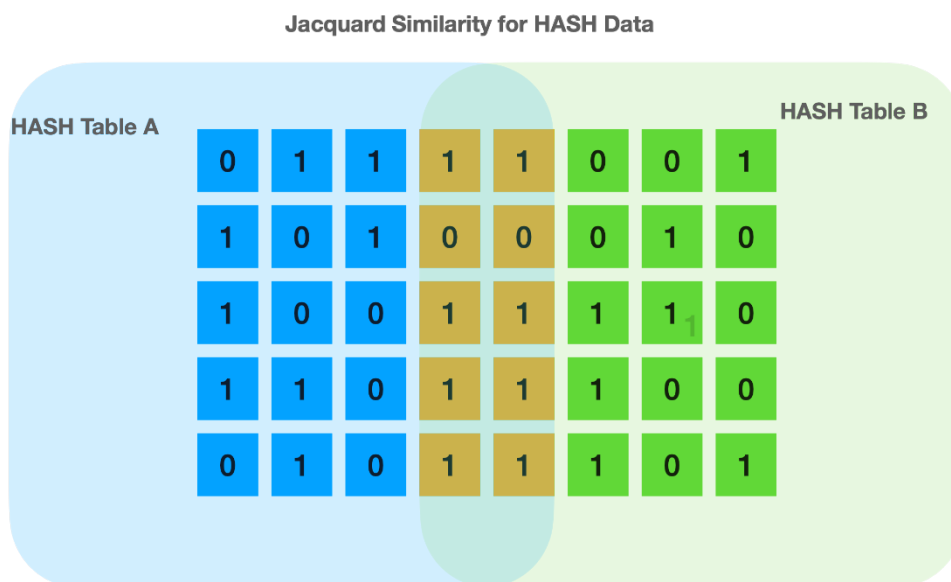 Jacquard Similarity for HASH Data
HASH Table A
HASH Table B
0 1 1 1 1 0 0 1
1 0 1 0 0 0 1 0
1 0 0 1 1 1 1 1 0
1 1 0 1 1 1 0 0
0 1 0 1 1 1 0 1